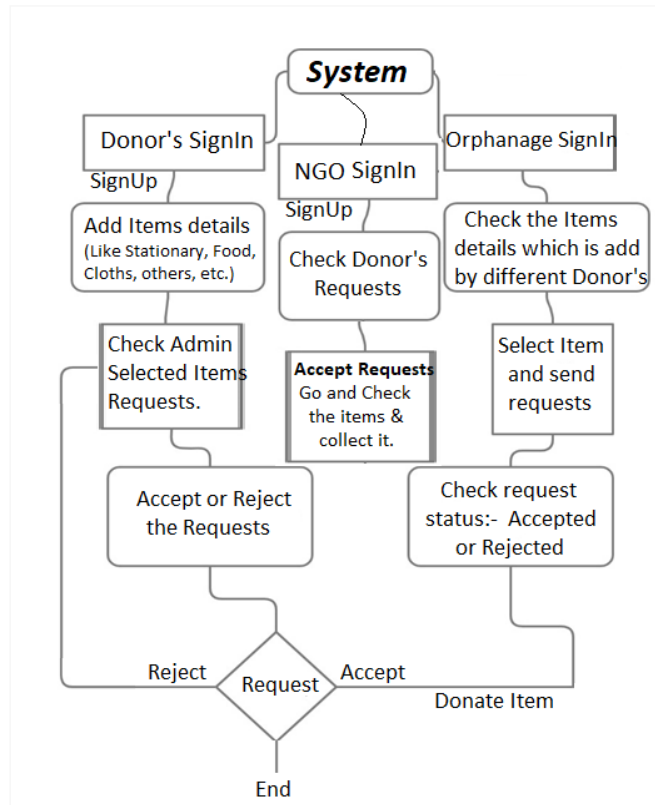 System
Donor's SignIn
SignUp
Add Items details
(Like Stationary, Food,
Cloths, others, etc.)
Check Admin
Selected Items
Requests.
Accept or Reject
the Requests
NGO SignIn
SignUp
Check Donor's
Requests
Accept Requests
Go and Check
the items &
collect it.
Orphanage SignIn
Check the Items
details which is add
by different Donor's
Select Item
and send
requests
Check request
status:- Accepted
or Rejected
Reject
Request
Accept
Donate Item
End